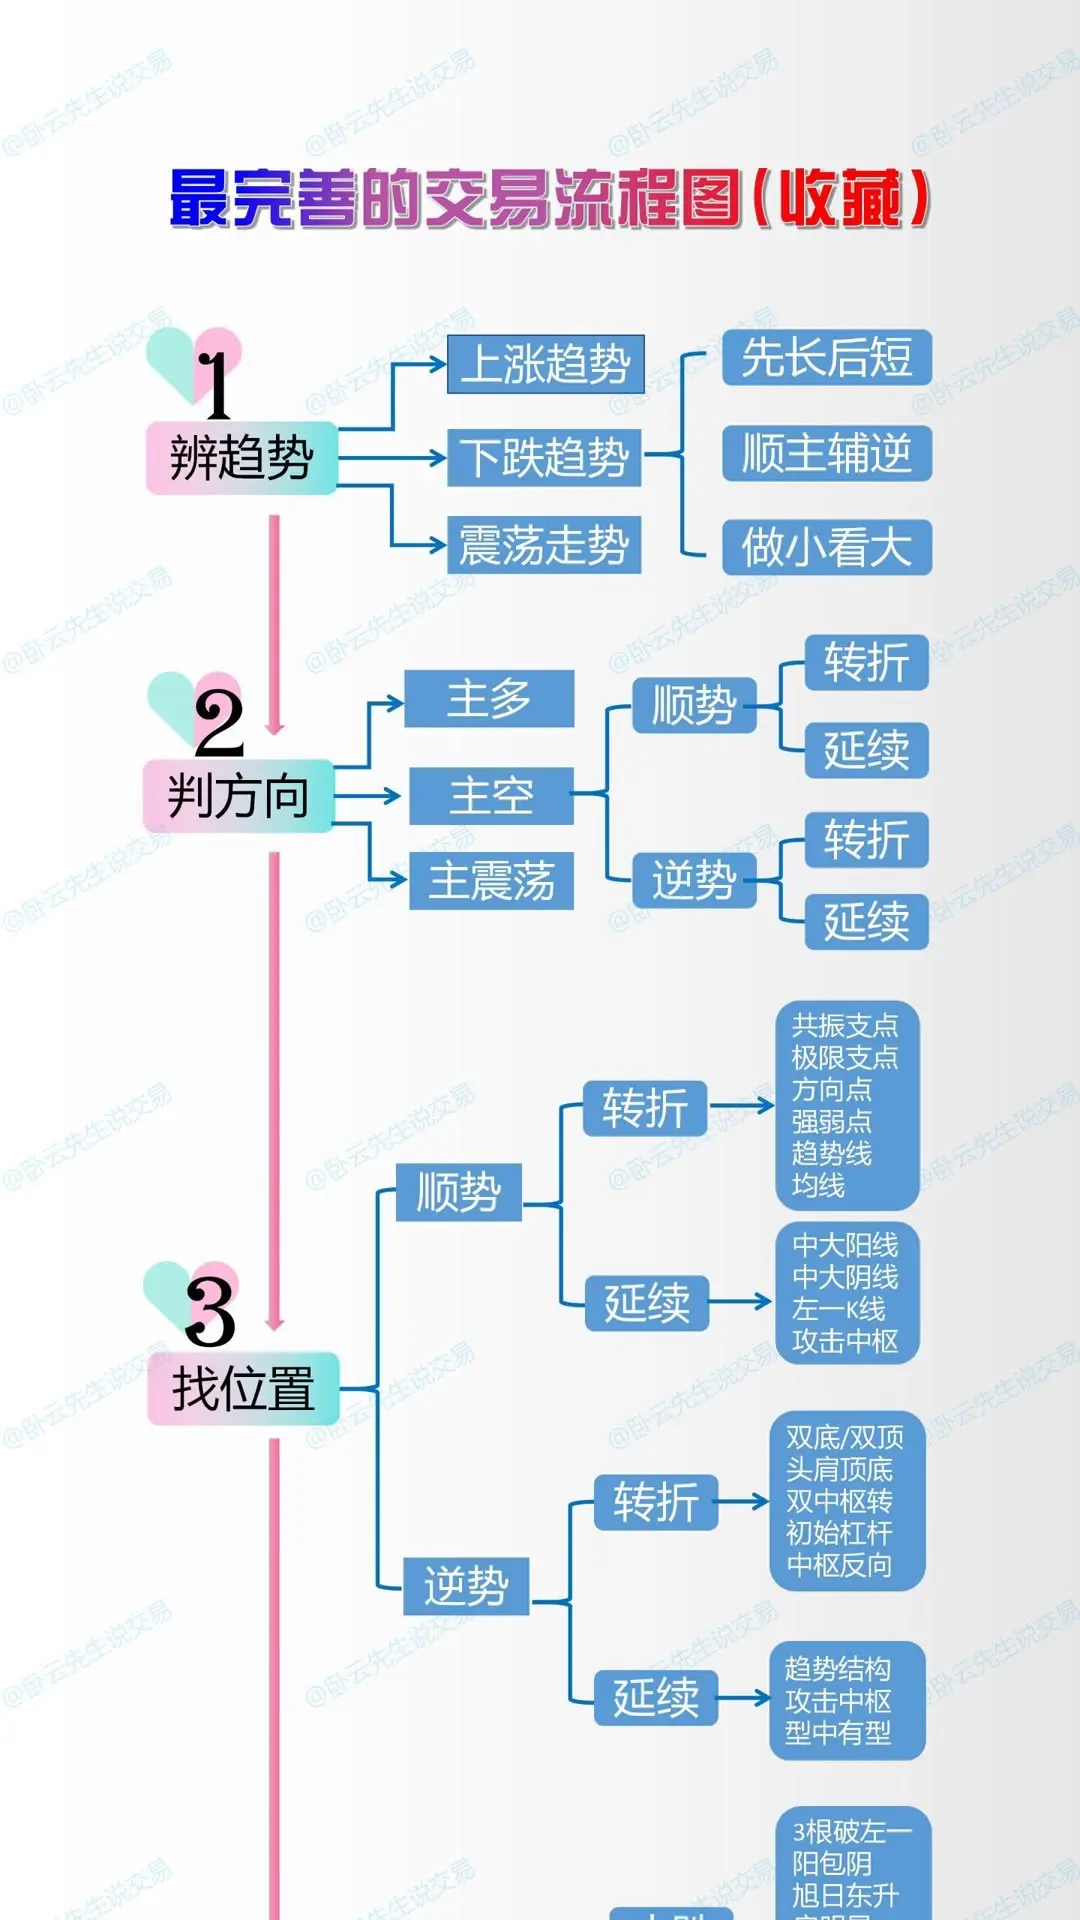 最完善的交易流程图(收藏)
1
辨趋势
上涨趋势
下跌趋势
震荡走势
先长后短
顺主辅逆
做小看大
2
判方向
主多
主空
主震荡
顺势
转折
延续
逆势
转折
延续
3
找位置
顺势
转折
共振支点
极限支点
方向点
强弱点
趋势线
均线
延续
中大阳线
中大阴线
左一K线
攻击中枢
逆势
转折
双底/双顶
头肩顶底
双中枢转
初始杠杆
中枢反向
延续
趋势结构
攻击中枢
型中有型
3根破左一
阳包阴
旭日东升
@卧云先生说交易